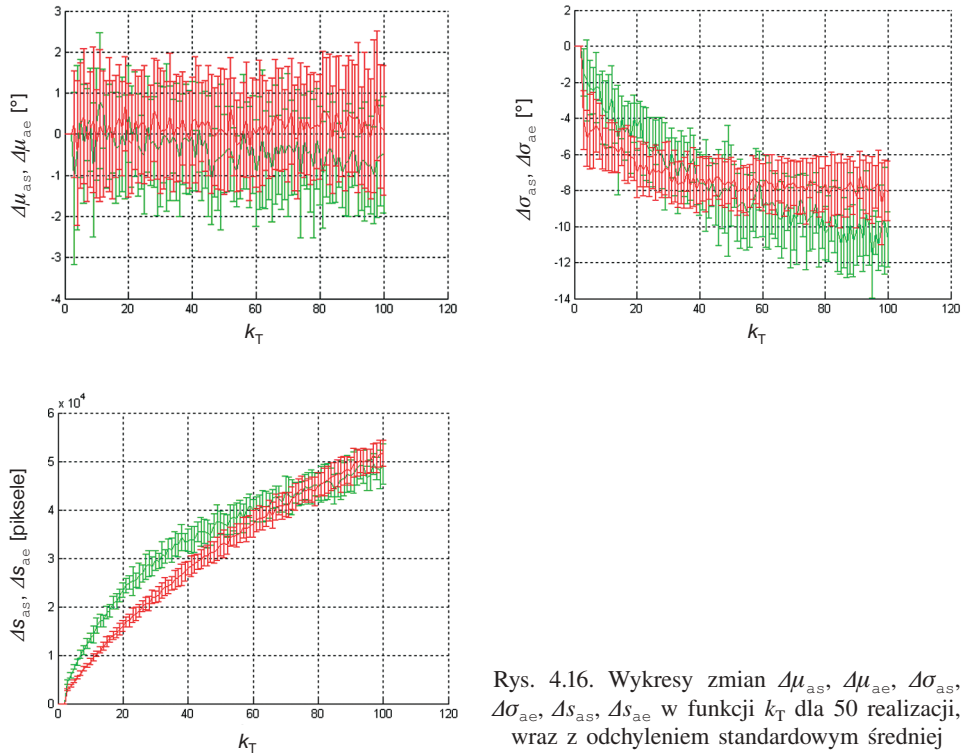 3
2
1
0
-1
-2
3
-4
0 20 40 60 80 100 120
Δμas, Δμae [°]
kT
2
0
-2
-4
-6
-8
-10
-12
-14
0 20 40 60 80 100 120
Δσas, Δσae [°]
kT
x 10⁴
6
5
4
3
2
1
0
0 20 40 60 80 100 120
Δsas, Δsae [piksele]
kT
Rys. 4.16. Wykresy zmian Δμas, Δμae, Δσas,
Δσae, Δsas, Δsae w funkcji kT dla 50 realizacji,
wraz z odchyleniem standardowym średniej